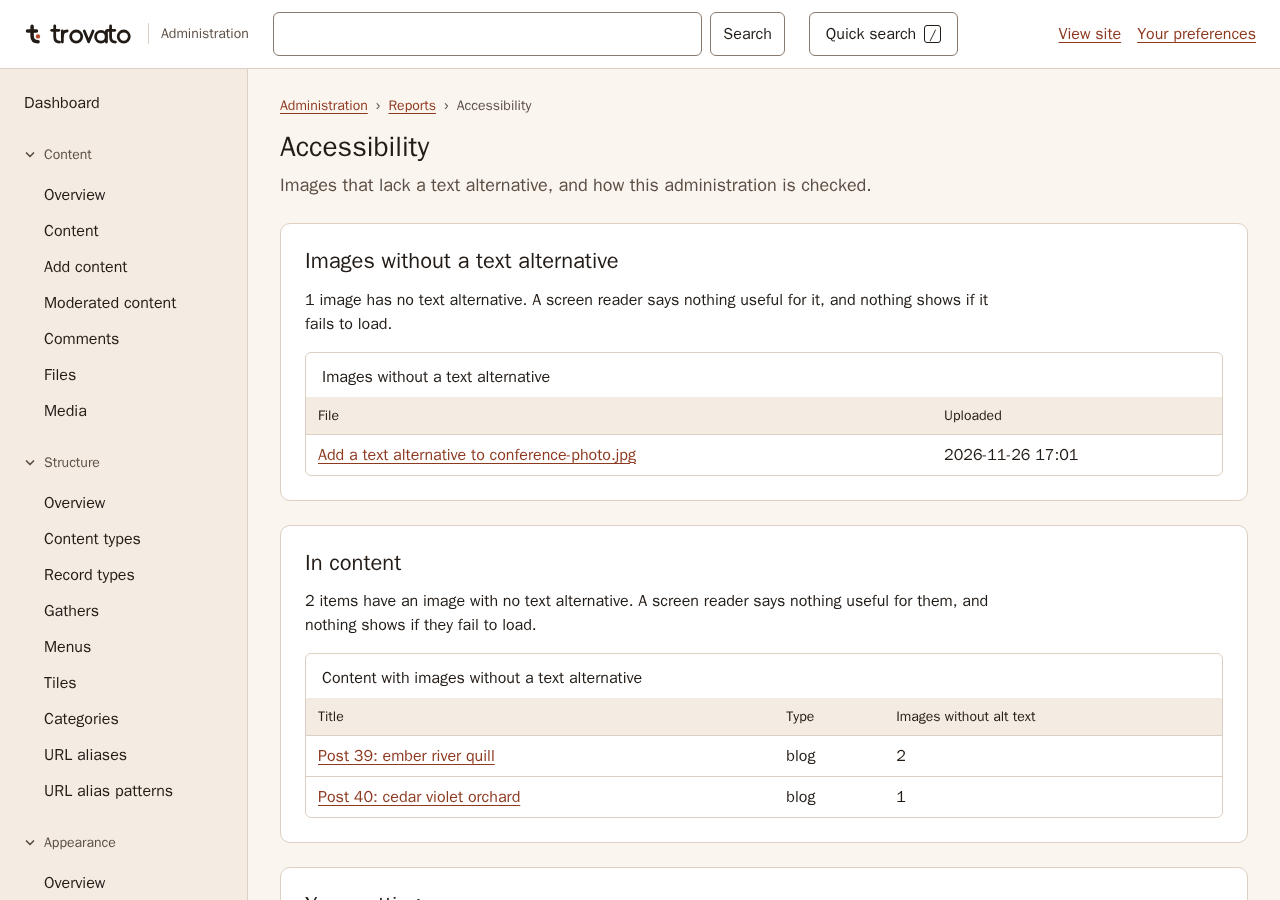 trovato
Administration
Search
Quick search /
View site
Your preferences
Dashboard
Content
Overview
Content
Add content
Moderated content
Comments
Files
Media
Structure
Overview
Content types
Record types
Gathers
Menus
Tiles
Categories
URL aliases
URL alias patterns
Appearance
Overview
Administration › Reports › Accessibility
Accessibility
Images that lack a text alternative, and how this administration is checked.
Images without a text alternative
1 image has no text alternative. A screen reader says nothing useful for it, and nothing shows if it
fails to load.
Images without a text alternative
File Uploaded
Add a text alternative to conference-photo.jpg 2026-11-26 17:01
In content
2 items have an image with no text alternative. A screen reader says nothing useful for them, and
nothing shows if they fail to load.
Content with images without a text alternative
Title Type Images without alt text
Post 39: ember river quill blog 2
Post 40: cedar violet orchard blog 1